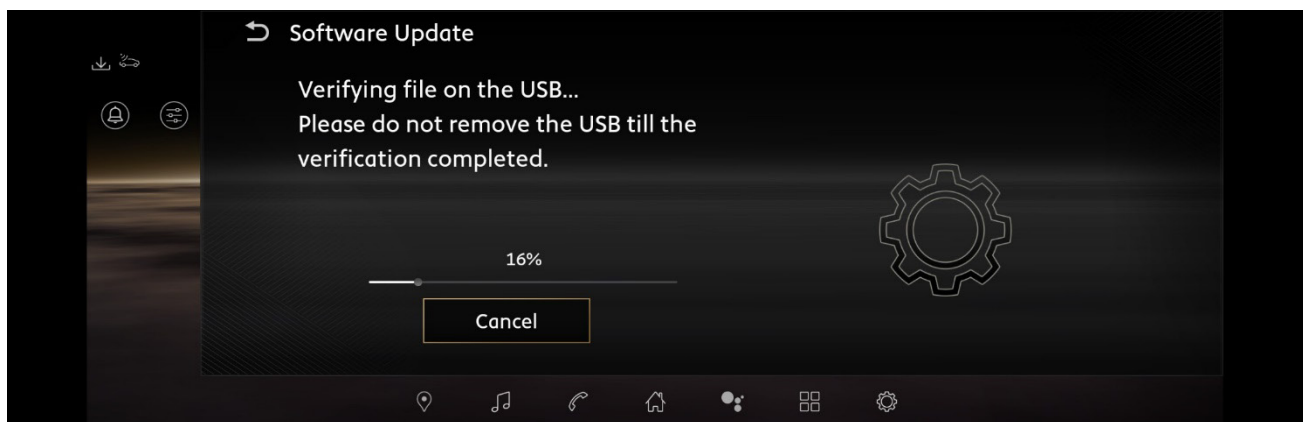 Software Update
Verifying file on the USB...
Please do not remove the USB till the
verification completed.
16%
Cancel